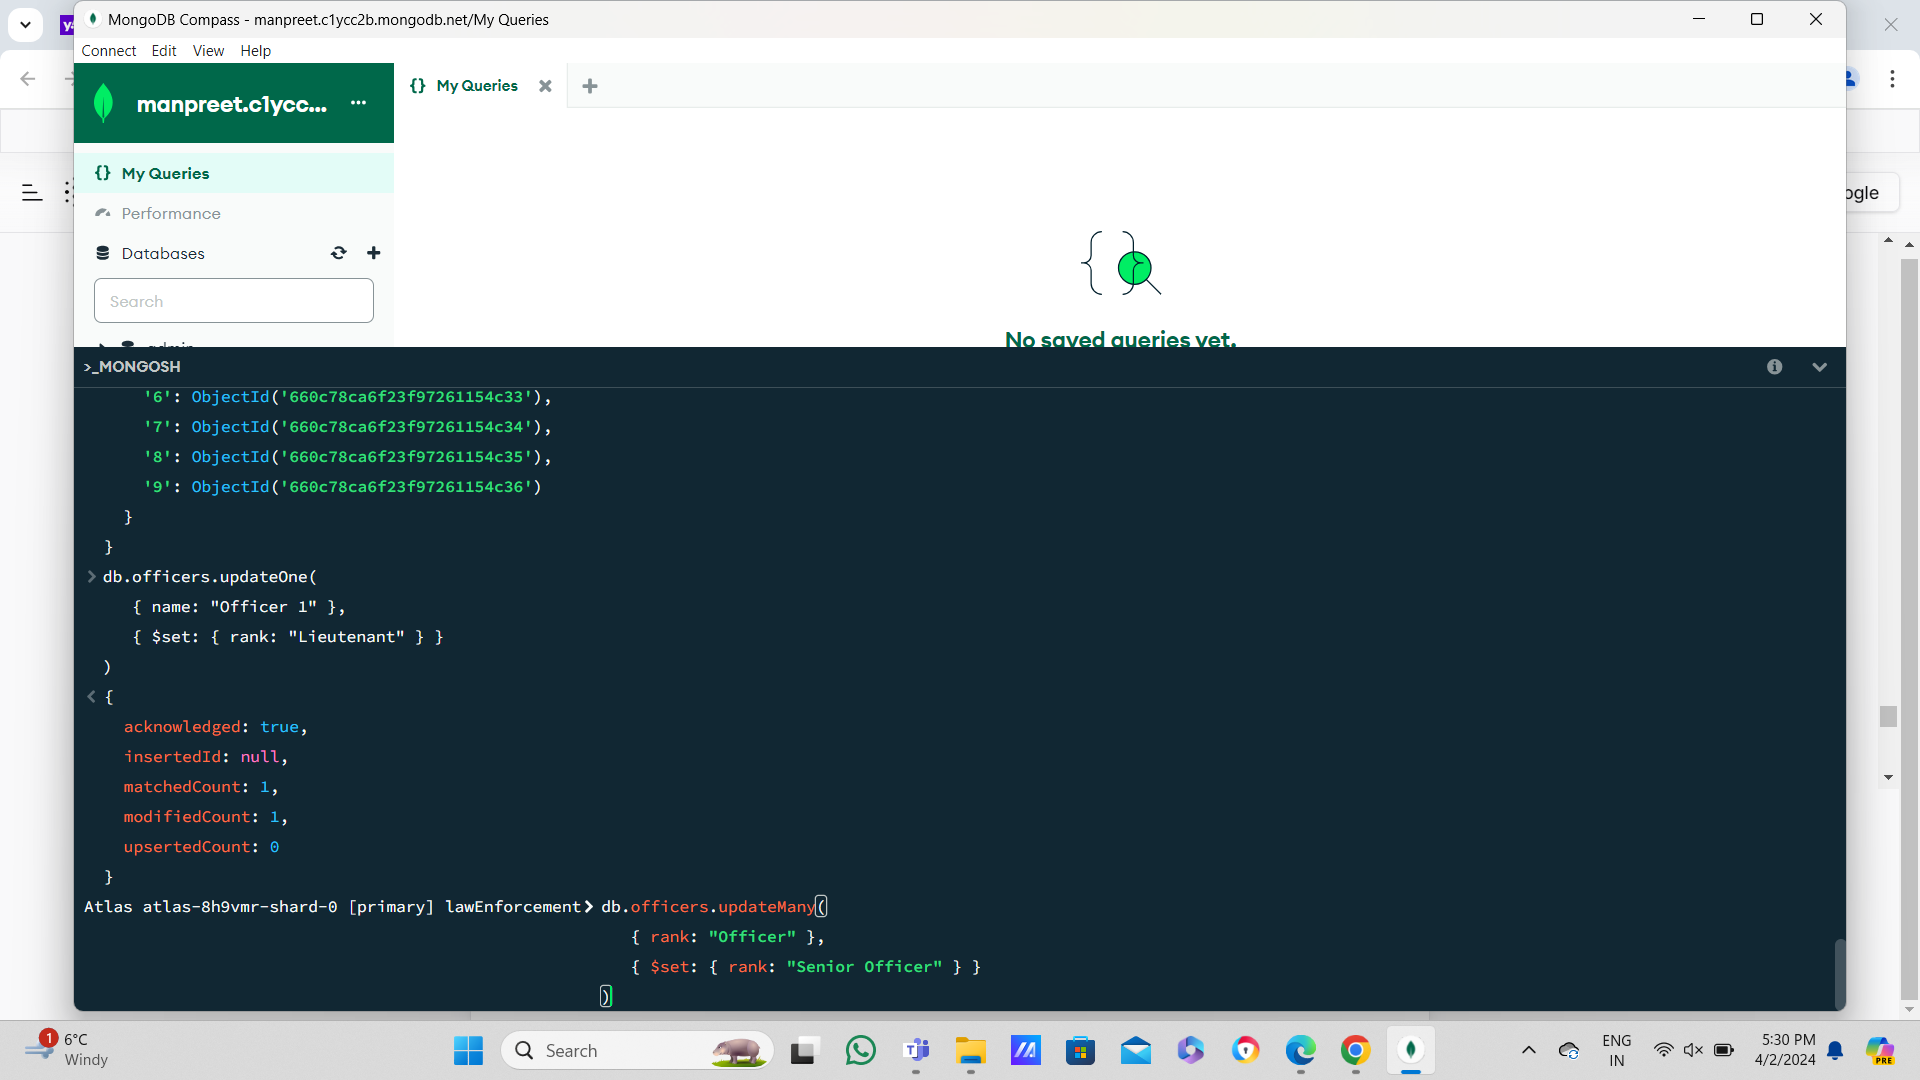 MongoDB Compass - manpreet.c1ycc2b.mongodb.net/My Queries
Connect Edit View Help
manpreet.c1ycc... ···
{} My Queries
{} My Queries
Performance
Databases
Search
ogle
No saved queries yet.
>_MONGOSH
'6': ObjectId('660c78ca6f23f97261154c33'),
'7': ObjectId('660c78ca6f23f97261154c34'),
'8': ObjectId('660c78ca6f23f97261154c35'),
'9': ObjectId('660c78ca6f23f97261154c36')
}
}
> db.officers.updateOne(
{ name: "Officer 1" },
{ $set: { rank: "Lieutenant" } }
)
< {
acknowledged: true,
insertedId: null,
matchedCount: 1,
modifiedCount: 1,
upsertedCount: 0
}
Atlas atlas-8h9vmr-shard-0 [primary] lawEnforcement> db.officers.updateMany(
{ rank: "Officer" },
{ $set: { rank: "Senior Officer" } }
)
1
6°C
Windy
Search
ENG
IN
5:30 PM
4/2/2024
PRE